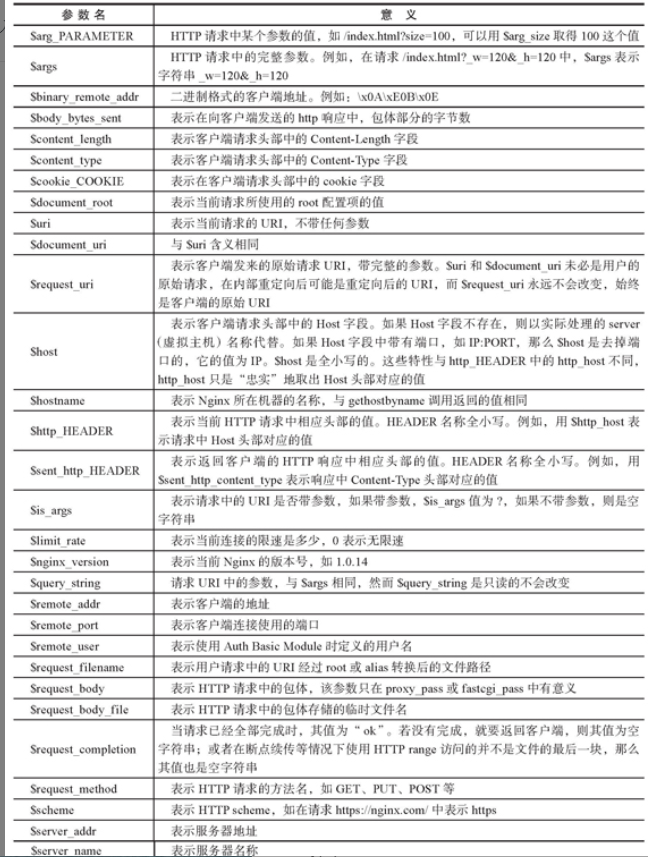 参数名 意 义
$arg_PARAMETER HTTP 请求中某个参数的值，如 /index.html?size=100，可以用 $arg_size 取得 100 这个值
$args HTTP 请求中的完整参数。例如，在请求 /index.html?_w=120&_h=120 中，$args 表示
字符串 _w=120&_h=120
$binary_remote_addr 二进制格式的客户端地址。例如：\x0A\xE0B\x0E
$body_bytes_sent 表示在向客户端发送的 http 响应中，包体部分的字节数
$content_length 表示客户端请求头部中的 Content-Length 字段
$content_type 表示客户端请求头部中的 Content-Type 字段
$cookie_COOKIE 表示在客户端请求头部中的 cookie 字段
$document_root 表示当前请求所使用的 root 配置项的值
$uri 表示当前请求的 URI，不带任何参数
$document_uri 与 $uri 含义相同
$request_uri 表示客户端发来的原始请求 URI，带完整的参数。$uri 和 $document_uri 未必是用户的
原始请求，在内部重定向后可能是重定向后的 URI，而 $request_uri 永远不会改变，始终
是客户端的原始 URI
$host 表示客户端请求头部中的 Host 字段。如果 Host 字段不存在，则以实际处理的 server
（虚拟主机）名称代替。如果 Host 字段中带有端口，如 IP:PORT，那么 $host 是去掉端
口的，它的值为 IP。$host 是全小写的。这些特性与 http_HEADER 中的 http_host 不同，
http_host 只是“忠实”地取出 Host 头部对应的值
$hostname 表示 Nginx 所在机器的名称，与 gethostbyname 调用返回的值相同
$http_HEADER 表示当前 HTTP 请求中相应头部的值。HEADER 名称全小写。例如，用 $http_host 表
示请求中 Host 头部对应的值
$sent_http_HEADER 表示返回客户端的 HTTP 响应中相应头部的值。HEADER 名称全小写。例如，用
$sent_http_content_type 表示响应中 Content-Type 头部对应的值
$is_args 表示请求中的 URI 是否带参数，如果带参数，$is_args 值为 ?，如果不带参数，则是空
字符串
$limit_rate 表示当前连接的限速是多少，0 表示无限速
$nginx_version 表示当前 Nginx 的版本号，如 1.0.14
$query_string 请求 URI 中的参数，与 $args 相同，然而 $query_string 是只读的不会改变
$remote_addr 表示客户端的地址
$remote_port 表示客户端连接使用的端口
$remote_user 表示使用 Auth Basic Module 时定义的用户名
$request_filename 表示用户请求中的 URI 经过 root 或 alias 转换后的文件路径
$request_body 表示 HTTP 请求中的包体，该参数只在 proxy_pass 或 fastcgi_pass 中有意义
$request_body_file 表示 HTTP 请求中的包体存储的临时文件名
$request_completion 当请求已经全部完成时，其值为“ok”。若没有完成，就要返回客户端，则其值为空
字符串；或者在断点续传等情况下使用 HTTP range 访问的并不是文件的最后一块，那么
其值也是空字符串
$request_method 表示 HTTP 请求的方法名，如 GET、PUT、POST 等
$scheme 表示 HTTP scheme，如在请求 https://nginx.com/ 中表示 https
$server_addr 表示服务器地址
$server_name 表示服务器名称